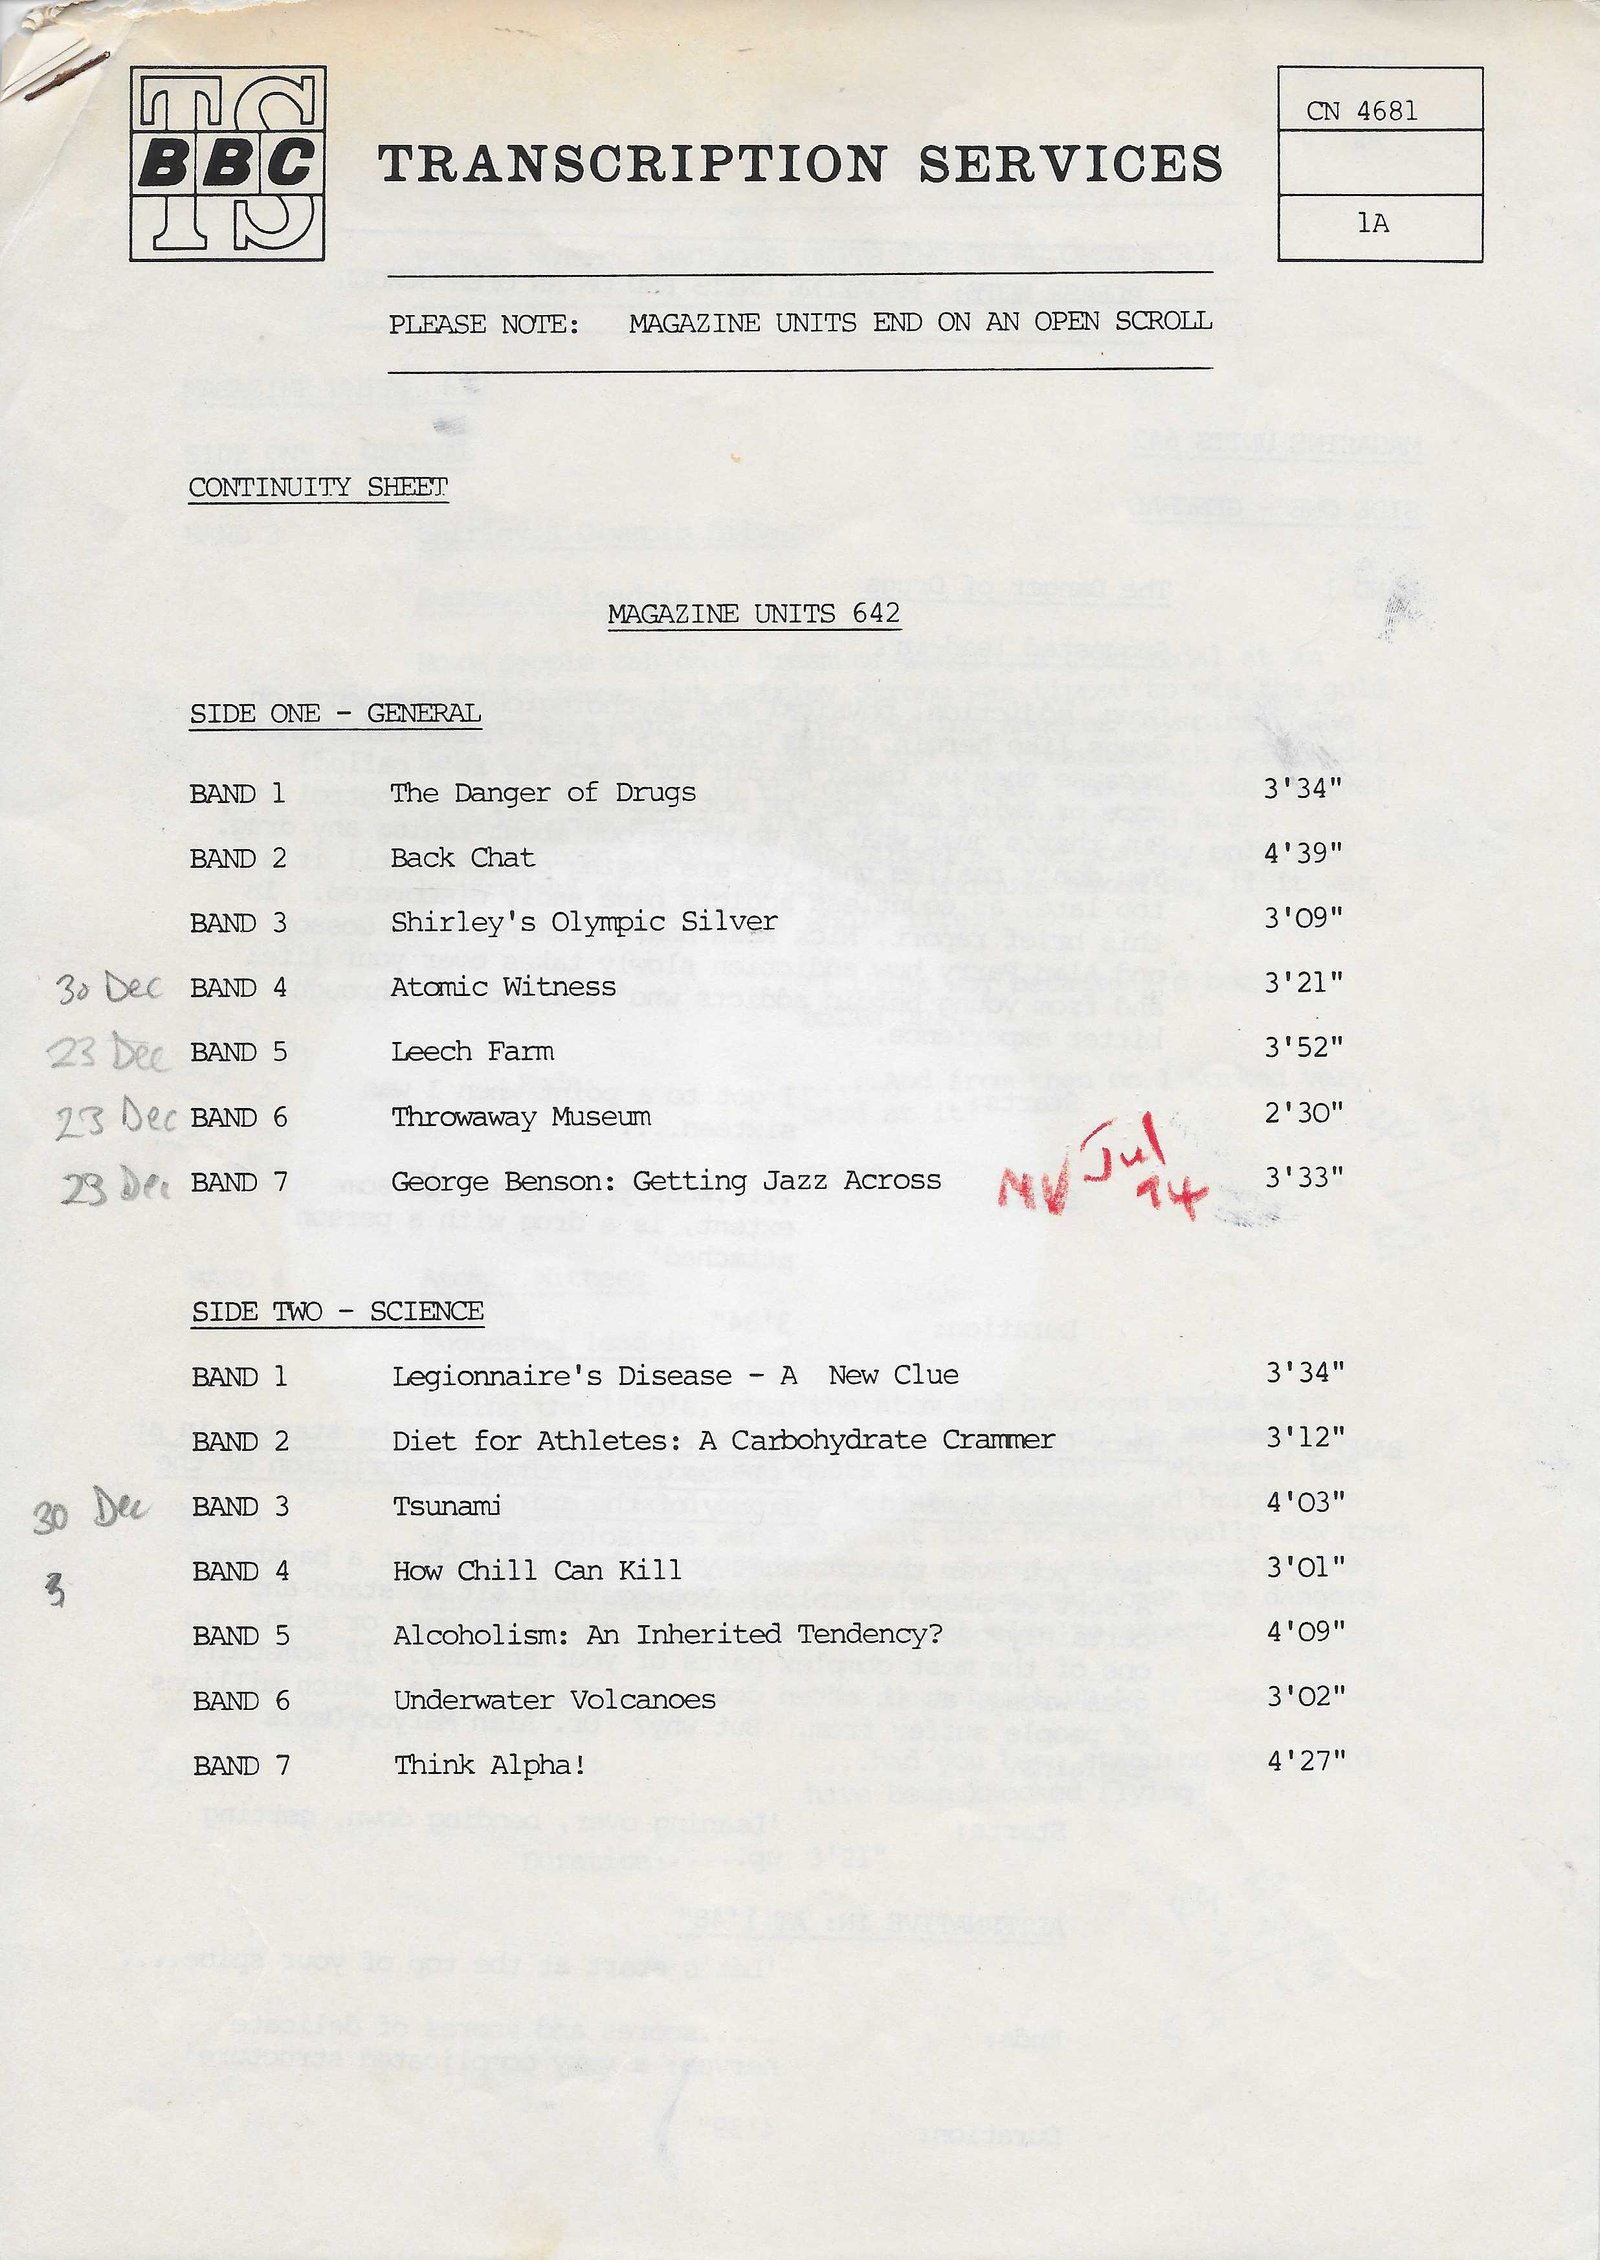 TS
BBC
TS
TRANSCRIPTION SERVICES
CN 4681
1A
PLEASE NOTE: MAGAZINE UNITS END ON AN OPEN SCROLL
CONTINUITY SHEET
MAGAZINE UNITS 642
SIDE ONE - GENERAL
BAND 1 The Danger of Drugs 3'34"
BAND 2 Back Chat 4'39"
BAND 3 Shirley's Olympic Silver 3'09"
30 Dec BAND 4 Atomic Witness 3'21"
23 Dec BAND 5 Leech Farm 3'52"
23 Dec BAND 6 Throwaway Museum 2'30"
23 Dec BAND 7 George Benson: Getting Jazz Across Jul 3'33"
SIDE TWO - SCIENCE
BAND 1 Legionnaire's Disease - A New Clue 3'34"
BAND 2 Diet for Athletes: A Carbohydrate Crammer 3'12"
30 Dec BAND 3 Tsunami 4'03"
3 BAND 4 How Chill Can Kill 3'01"
BAND 5 Alcoholism: An Inherited Tendency? 4'09"
BAND 6 Underwater Volcanoes 3'02"
BAND 7 Think Alpha! 4'27"